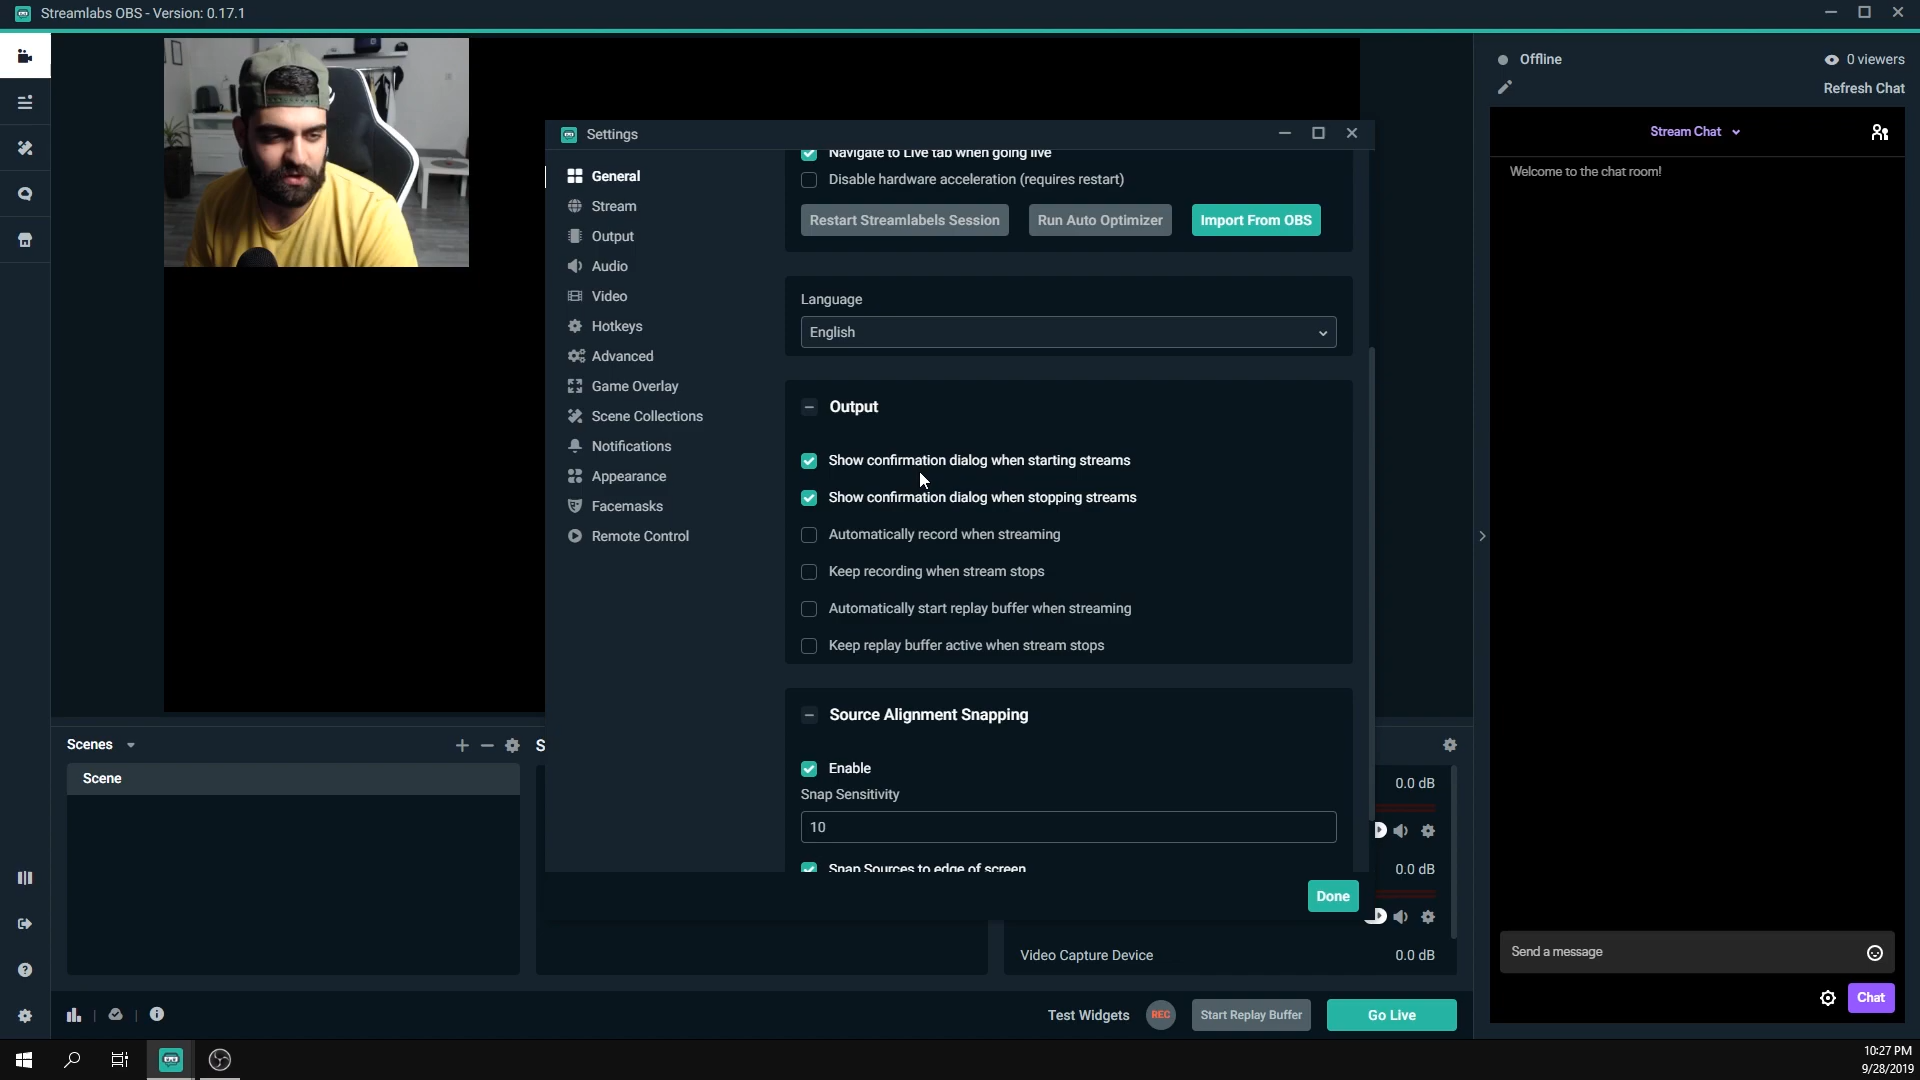 Streamlabs OBS - Version: 0.17.1
Offline
0 viewers
Refresh Chat
Stream Chat
Welcome to the chat room!
Settings
General
Stream
Output
Audio
Video
Hotkeys
Advanced
Game Overlay
Scene Collections
Notifications
Appearance
Facemasks
Remote Control
Navigate to Live tab when going live
Disable hardware acceleration (requires restart)
Restart Streamlabels Session
Run Auto Optimizer
Import From OBS
Language
English
Output
Show confirmation dialog when starting streams
Show confirmation dialog when stopping streams
Automatically record when streaming
Keep recording when stream stops
Automatically start replay buffer when streaming
Keep replay buffer active when stream stops
Source Alignment Snapping
Enable
Snap Sensitivity
10
Snap Sources to edge of screen
Done
Scenes
S
Scene
0.0 dB
0.0 dB
Video Capture Device
0.0 dB
Send a message
Chat
Test Widgets
REC
Start Replay Buffer
Go Live
10:27 PM
9/28/2019